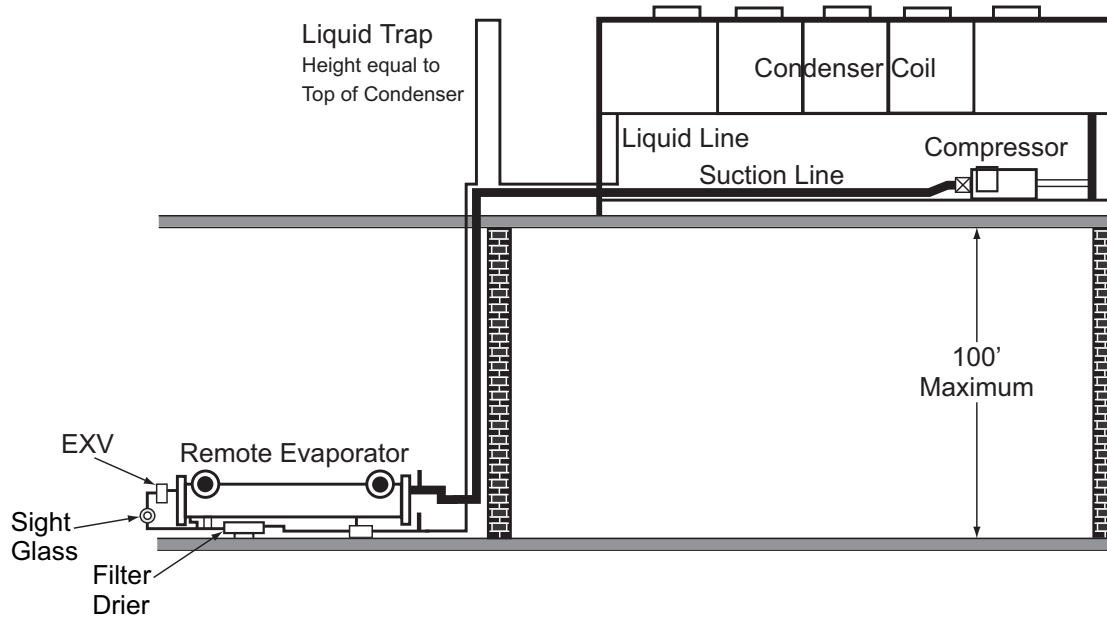 Liquid Trap
Height equal to
Top of Condenser
Condenser Coil
Liquid Line
Compressor
Suction Line
100’
Maximum
EXV
Remote Evaporator
Sight
Glass
Filter
Drier